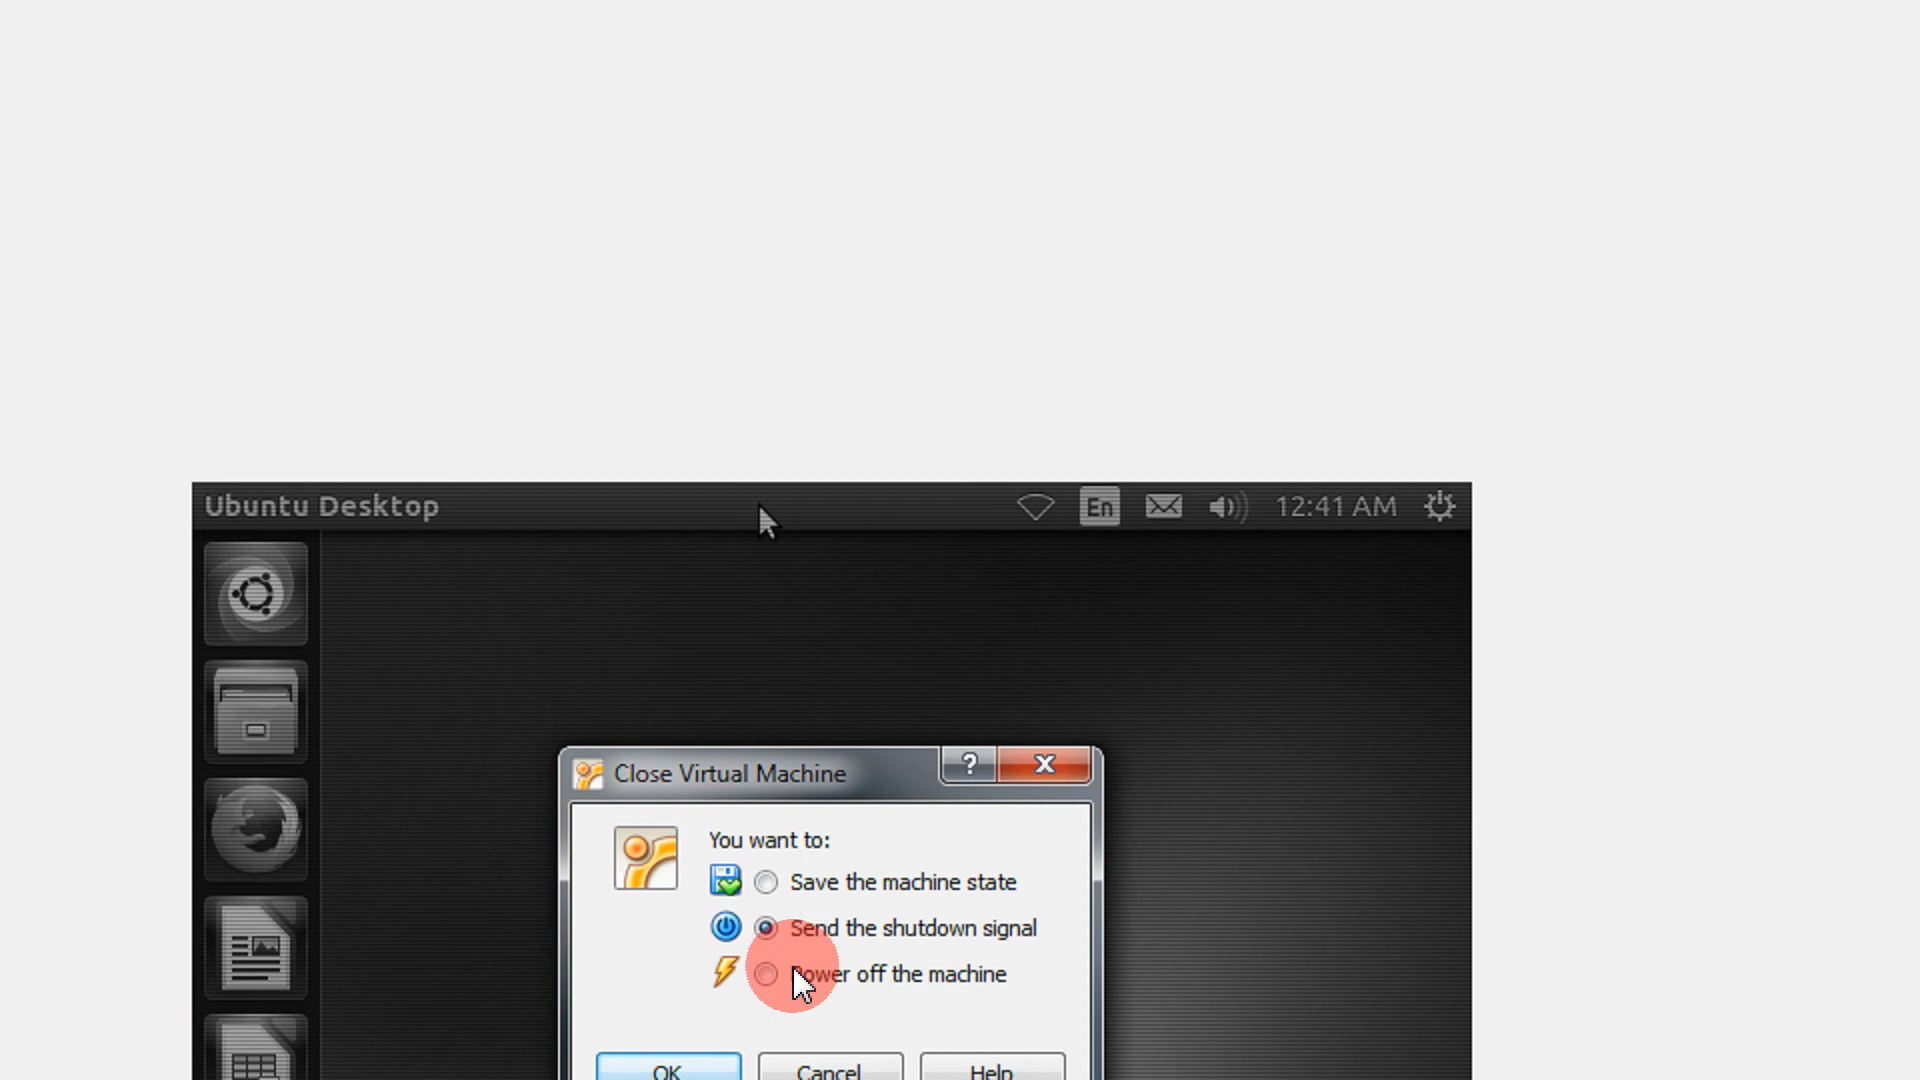 Ubuntu Desktop En 12:41 AM
Close Virtual Machine ?
You want to:
Save the machine state
Send the shutdown signal
Power off the machine
OK Cancel Help